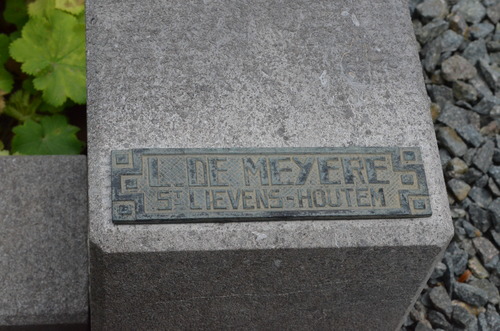 L. DE MEYERE
ST LIEVENS-HOUTEM